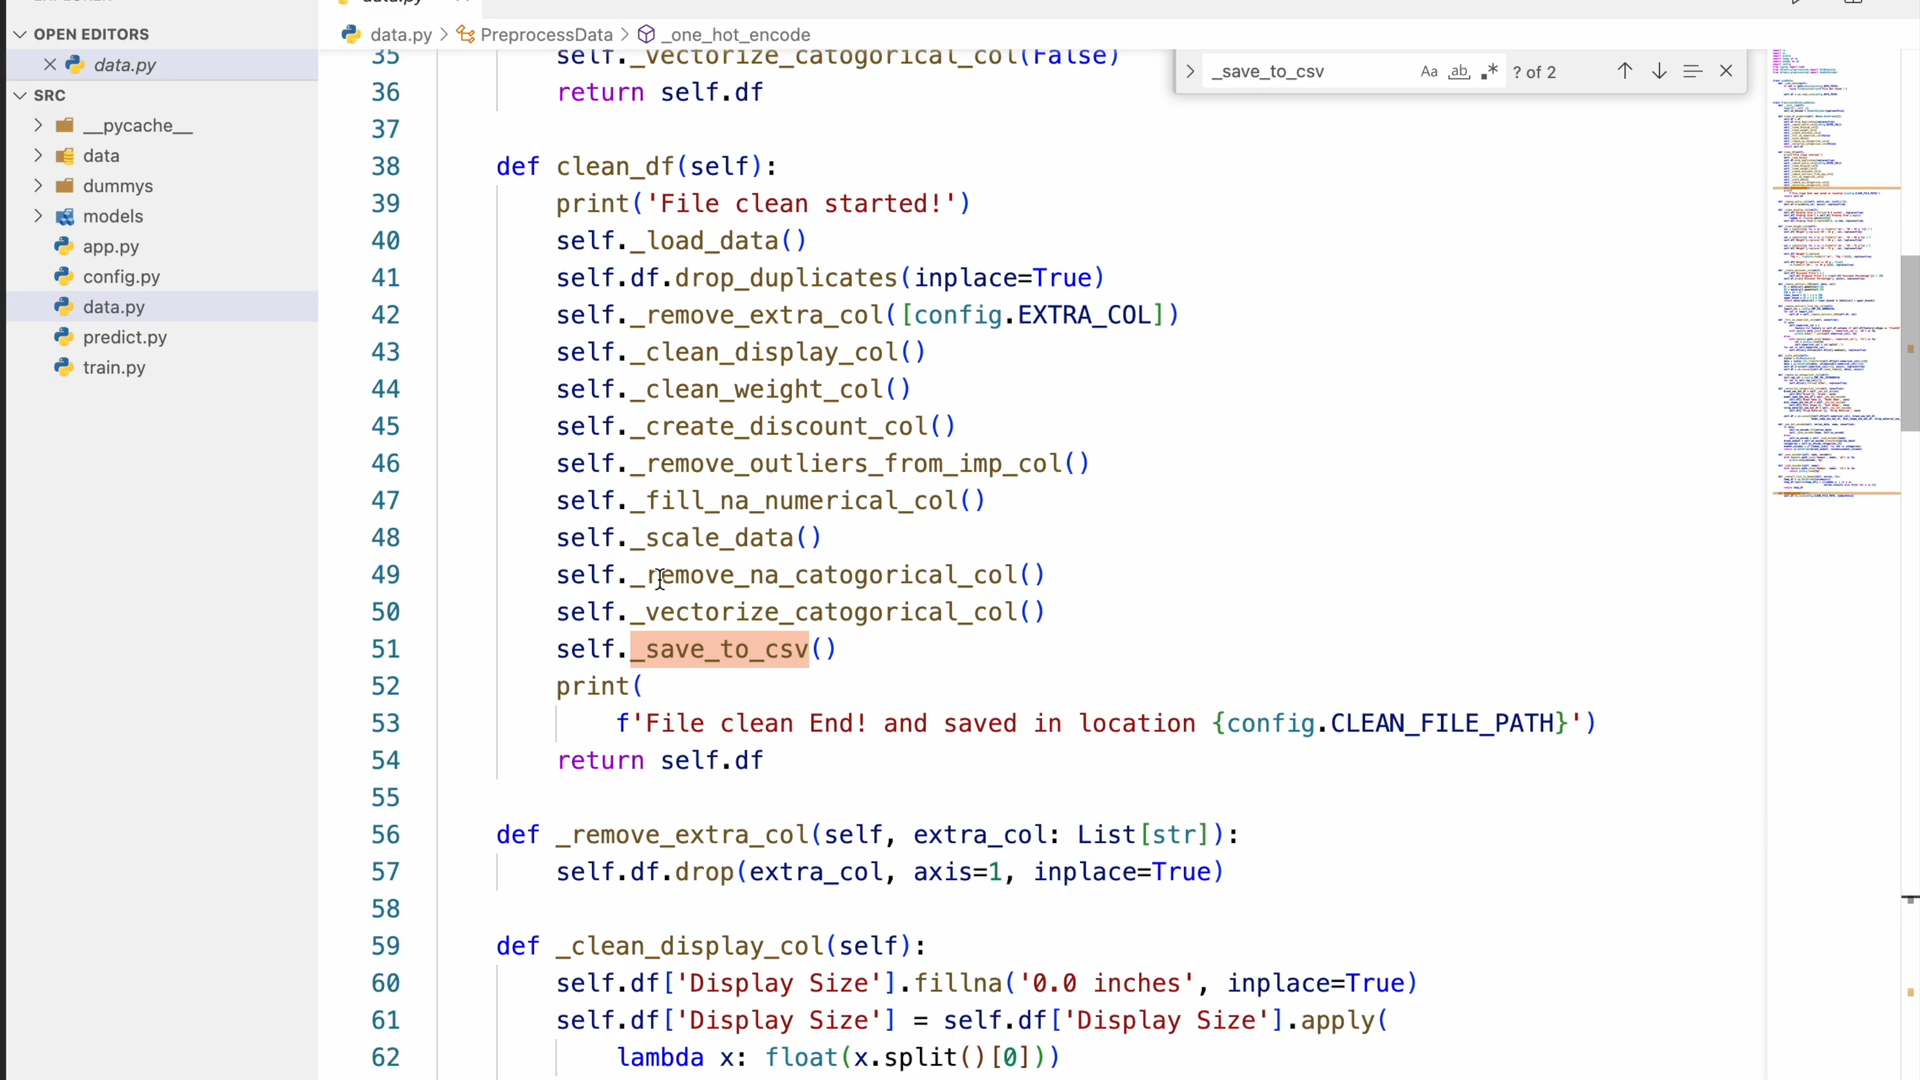 OPEN EDITORS
data.py
SRC
__pycache__
data
dummys
models
app.py
config.py
data.py
predict.py
train.py
data.py
data.py > PreprocessData > _one_hot_encode
_save_to_csv Aa ab .* ? of 2
35 self._vectorize_catogorical_col(False)
36 return self.df
37
38 def clean_df(self):
39 print('File clean started!')
40 self._load_data()
41 self.df.drop_duplicates(inplace=True)
42 self._remove_extra_col([config.EXTRA_COL])
43 self._clean_display_col()
44 self._clean_weight_col()
45 self._create_discount_col()
46 self._remove_outliers_from_imp_col()
47 self._fill_na_numerical_col()
48 self._scale_data()
49 self._remove_na_catogorical_col()
50 self._vectorize_catogorical_col()
51 self._save_to_csv()
52 print(
53 f'File clean End! and saved in location {config.CLEAN_FILE_PATH}')
54 return self.df
55
56 def _remove_extra_col(self, extra_col: List[str]):
57 self.df.drop(extra_col, axis=1, inplace=True)
58
59 def _clean_display_col(self):
60 self.df['Display Size'].fillna('0.0 inches', inplace=True)
61 self.df['Display Size'] = self.df['Display Size'].apply(
62 lambda x: float(x.split()[0]))